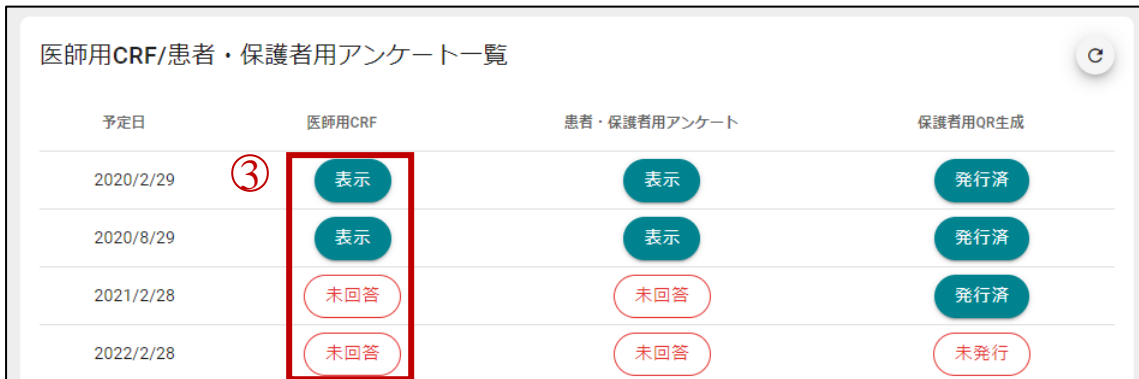 医師用CRF/患者・保護者用アンケート一覧
予定日 医師用CRF 患者・保護者用アンケート 保護者用QR生成
③
2020/2/29 表示 表示 発行済
2020/8/29 表示 表示 発行済
2021/2/28 未回答 未回答 発行済
2022/2/28 未回答 未回答 未発行